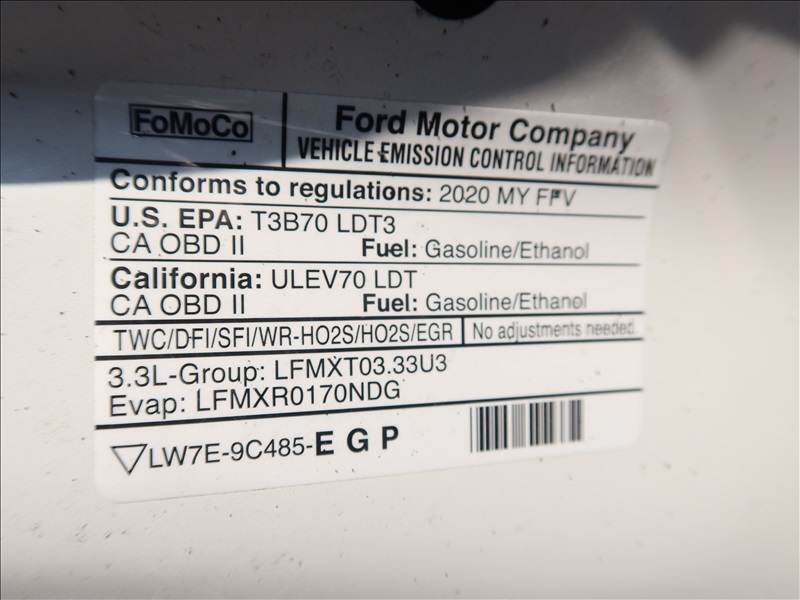 FoMoCo
Ford Motor Company
VEHICLE EMISSION CONTROL INFORMATION
Conforms to regulations: 2020 MY FFV
U.S. EPA: T3B70 LDT3
CA OBD II Fuel: Gasoline/Ethanol
California: ULEV70 LDT
CA OBD II Fuel: Gasoline/Ethanol
TWC/DFI/SFI/WR-HO2S/HO2S/EGR No adjustments needed.
3.3L-Group: LFMXT03.33U3
Evap: LFMXR0170NDG
LW7E-9C485-EGP